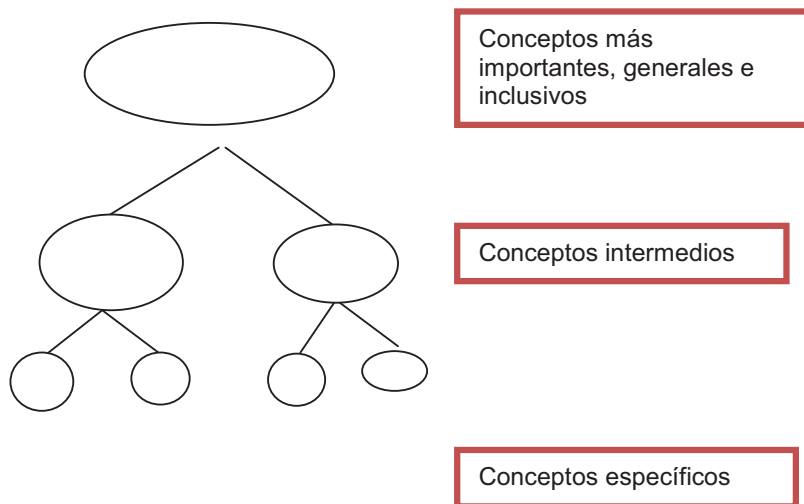 Conceptos más
importantes, generales e
inclusivos
Conceptos intermedios
Conceptos específicos